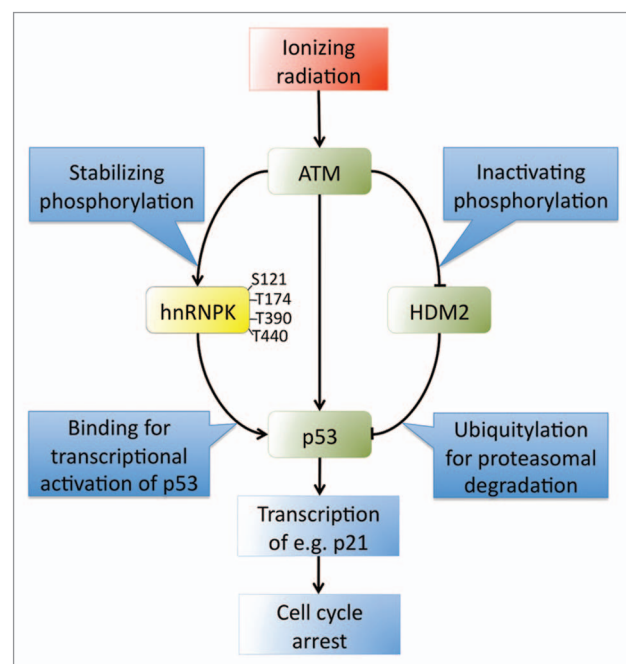 Ionizing
radiation
Stabilizing
phosphorylation
ATM
Inactivating
phosphorylation
hnRNPK
S121
T174
T390
T440
HDM2
Binding for
transcriptional
activation of p53
p53
Ubiquitylation
for proteasomal
degradation
Transcription
of e.g. p21
Cell cycle
arrest